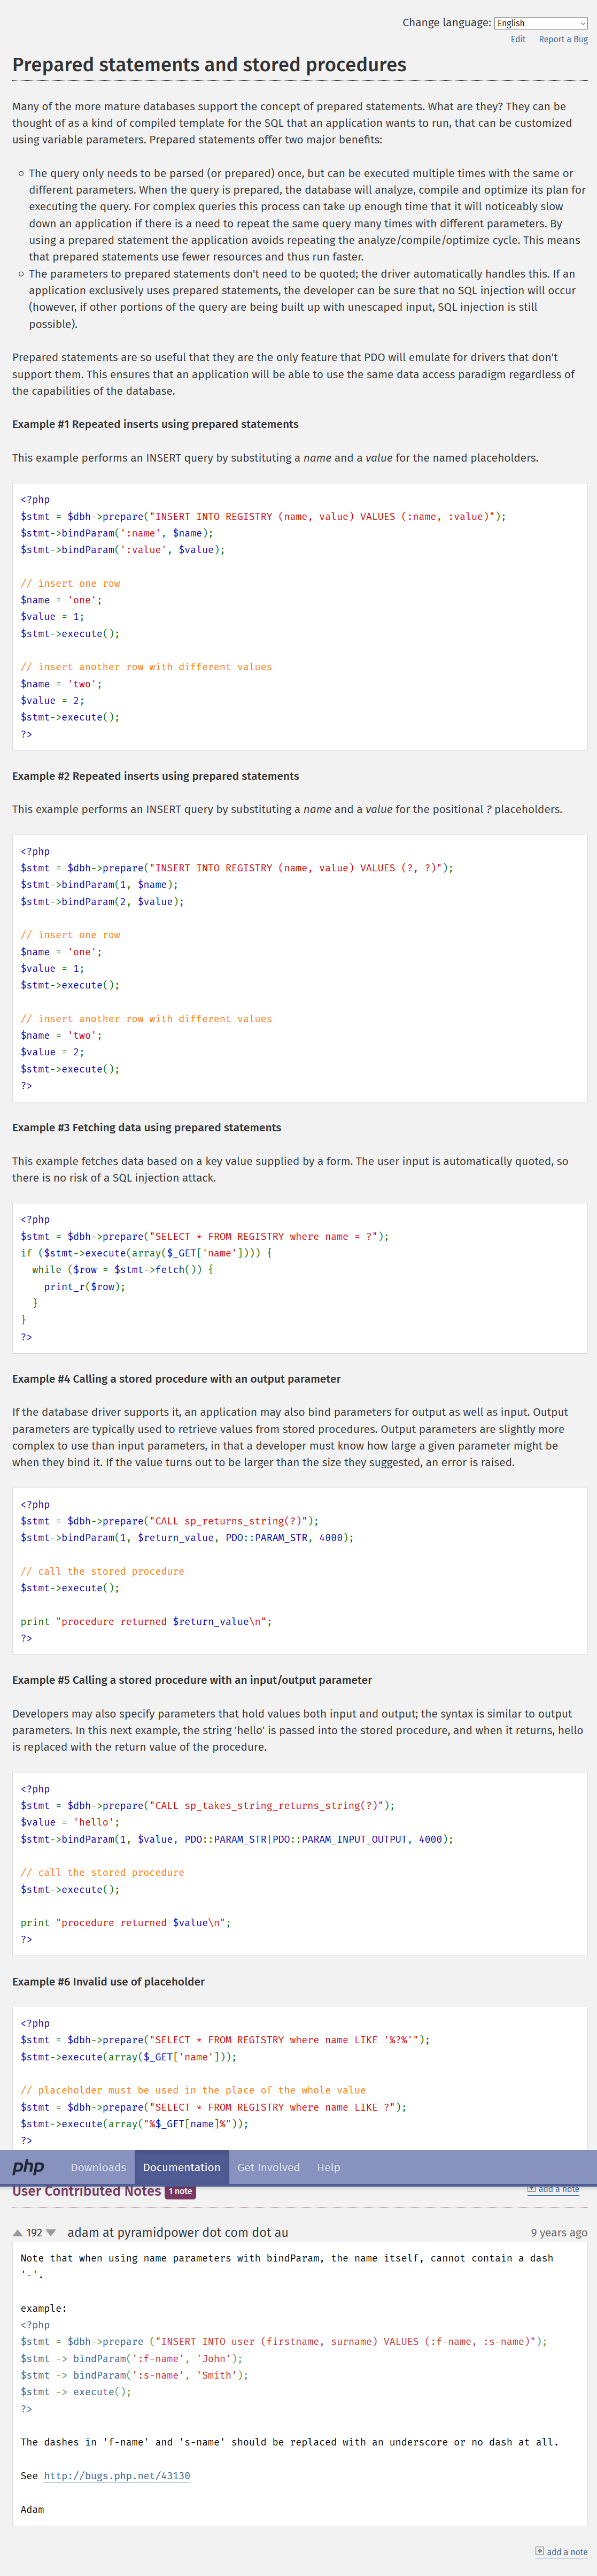 Change language: English
Edit Report a Bug
Prepared statements and stored procedures
Many of the more mature databases support the concept of prepared statements. What are they? They can be
thought of as a kind of compiled template for the SQL that an application wants to run, that can be customized
using variable parameters. Prepared statements offer two major benefits:
The query only needs to be parsed (or prepared) once, but can be executed multiple times with the same or
different parameters. When the query is prepared, the database will analyze, compile and optimize its plan for
executing the query. For complex queries this process can take up enough time that it will noticeably slow
down an application if there is a need to repeat the same query many times with different parameters. By
using a prepared statement the application avoids repeating the analyze/compile/optimize cycle. This means
that prepared statements use fewer resources and thus run faster.
The parameters to prepared statements don't need to be quoted; the driver automatically handles this. If an
application exclusively uses prepared statements, the developer can be sure that no SQL injection will occur
(however, if other portions of the query are being built up with unescaped input, SQL injection is still
possible).
Prepared statements are so useful that they are the only feature that PDO will emulate for drivers that don't
support them. This ensures that an application will be able to use the same data access paradigm regardless of
the capabilities of the database.
Example #1 Repeated inserts using prepared statements
This example performs an INSERT query by substituting a name and a value for the named placeholders.
<?php
$stmt = $dbh->prepare("INSERT INTO REGISTRY (name, value) VALUES (:name, :value)");
$stmt->bindParam(':name', $name);
$stmt->bindParam(':value', $value);
// insert one row
$name = 'one';
$value = 1;
$stmt->execute();
// insert another row with different values
$name = 'two';
$value = 2;
$stmt->execute();
?>
Example #2 Repeated inserts using prepared statements
This example performs an INSERT query by substituting a name and a value for the positional ? placeholders.
<?php
$stmt = $dbh->prepare("INSERT INTO REGISTRY (name, value) VALUES (?, ?)");
$stmt->bindParam(1, $name);
$stmt->bindParam(2, $value);
// insert one row
$name = 'one';
$value = 1;
$stmt->execute();
// insert another row with different values
$name = 'two';
$value = 2;
$stmt->execute();
?>
Example #3 Fetching data using prepared statements
This example fetches data based on a key value supplied by a form. The user input is automatically quoted, so
there is no risk of a SQL injection attack.
<?php
$stmt = $dbh->prepare("SELECT * FROM REGISTRY where name = ?");
if ($stmt->execute(array($_GET['name']))) {
while ($row = $stmt->fetch()) {
print_r($row);
}
}
?>
Example #4 Calling a stored procedure with an output parameter
If the database driver supports it, an application may also bind parameters for output as well as input. Output
parameters are typically used to retrieve values from stored procedures. Output parameters are slightly more
complex to use than input parameters, in that a developer must know how large a given parameter might be
when they bind it. If the value turns out to be larger than the size they suggested, an error is raised.
<?php
$stmt = $dbh->prepare("CALL sp_returns_string(?)");
$stmt->bindParam(1, $return_value, PDO::PARAM_STR, 4000);
// call the stored procedure
$stmt->execute();
print "procedure returned $return_value\n";
?>
Example #5 Calling a stored procedure with an input/output parameter
Developers may also specify parameters that hold values both input and output; the syntax is similar to output
parameters. In this next example, the string 'hello' is passed into the stored procedure, and when it returns, hello
is replaced with the return value of the procedure.
<?php
$stmt = $dbh->prepare("CALL sp_takes_string_returns_string(?)");
$value = 'hello';
$stmt->bindParam(1, $value, PDO::PARAM_STR|PDO::PARAM_INPUT_OUTPUT, 4000);
// call the stored procedure
$stmt->execute();
print "procedure returned $value\n";
?>
Example #6 Invalid use of placeholder
<?php
$stmt = $dbh->prepare("SELECT * FROM REGISTRY where name LIKE '%?%'");
$stmt->execute(array($_GET['name']));
// placeholder must be used in the place of the whole value
$stmt = $dbh->prepare("SELECT * FROM REGISTRY where name LIKE ?");
$stmt->execute(array("%$_GET[name]%"));
?>
php Downloads Documentation Get Involved Help
User Contributed Notes 1 note add a note
192 adam at pyramidpower dot com dot au 9 years ago
Note that when using name parameters with bindParam, the name itself, cannot contain a dash
'-'.
example:
<?php
$stmt = $dbh->prepare ("INSERT INTO user (firstname, surname) VALUES (:f-name, :s-name)");
$stmt -> bindParam(':f-name', 'John');
$stmt -> bindParam(':s-name', 'Smith');
$stmt -> execute();
?>
The dashes in 'f-name' and 's-name' should be replaced with an underscore or no dash at all.
See http://bugs.php.net/43130
Adam
add a note